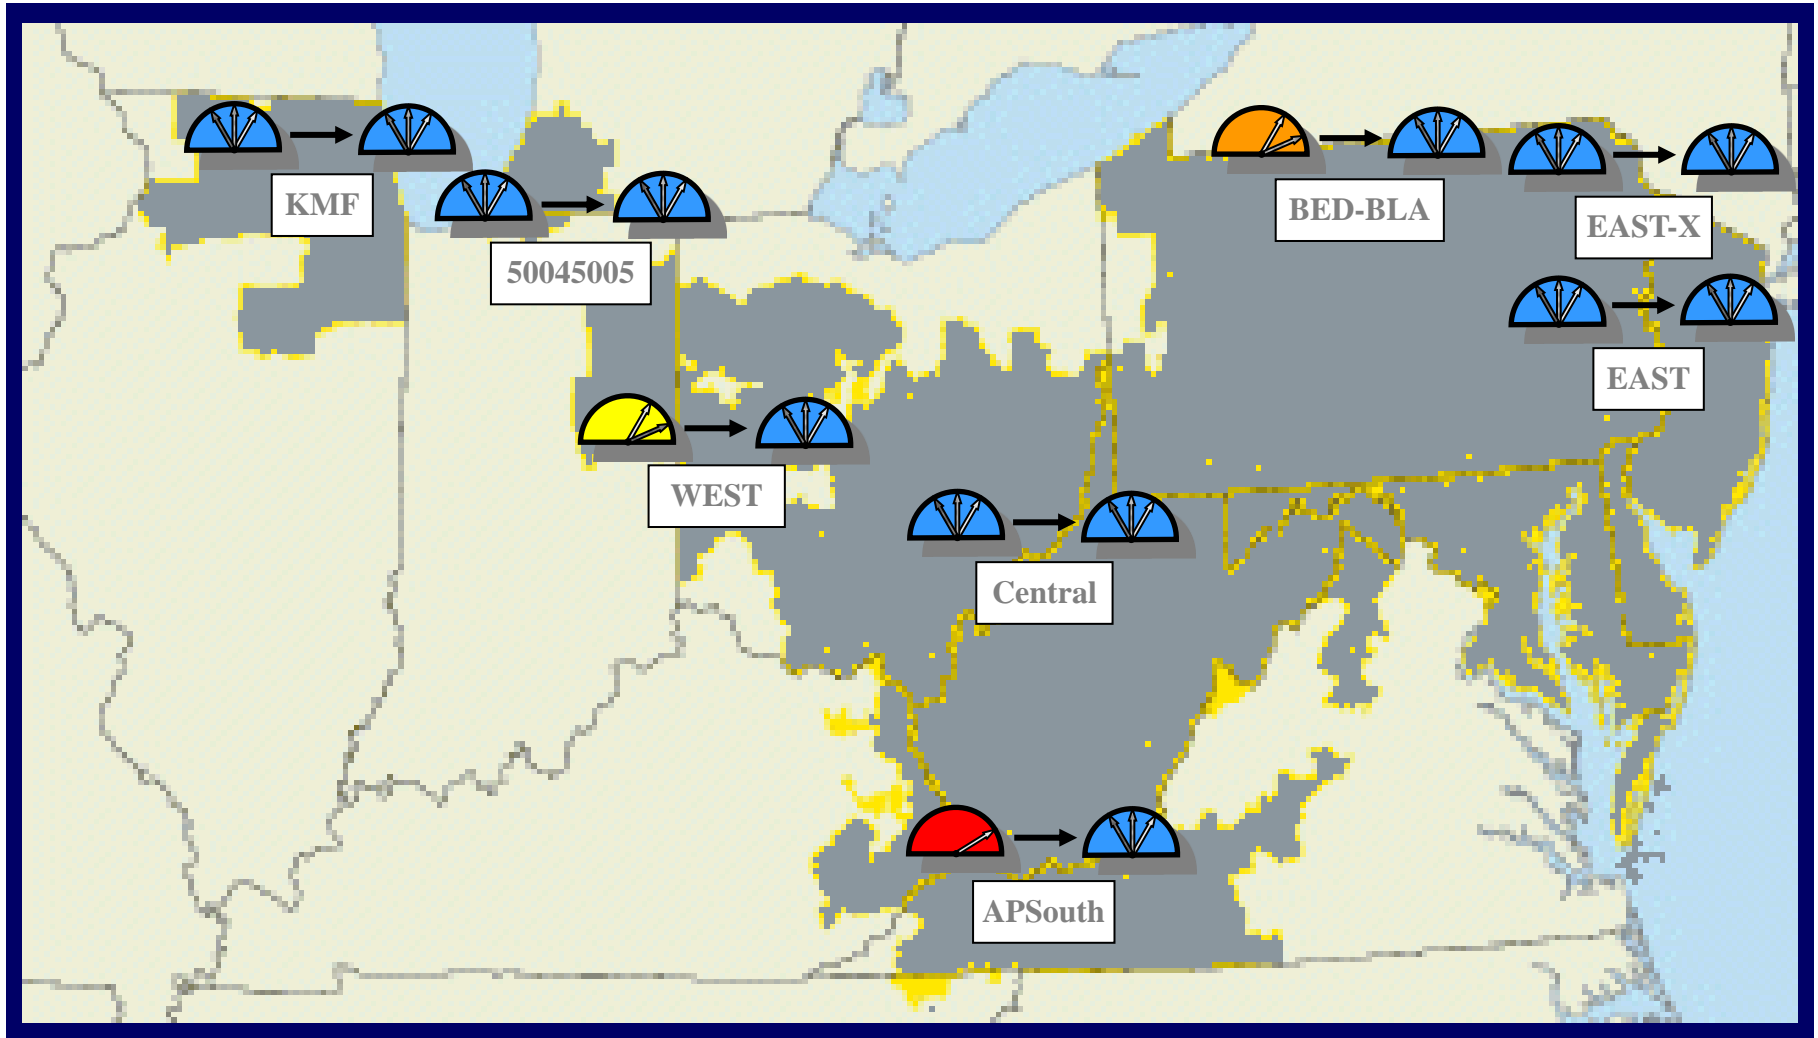 KMF
50045005
BED-BLA
EAST-X
EAST
WEST
Central
APSouth